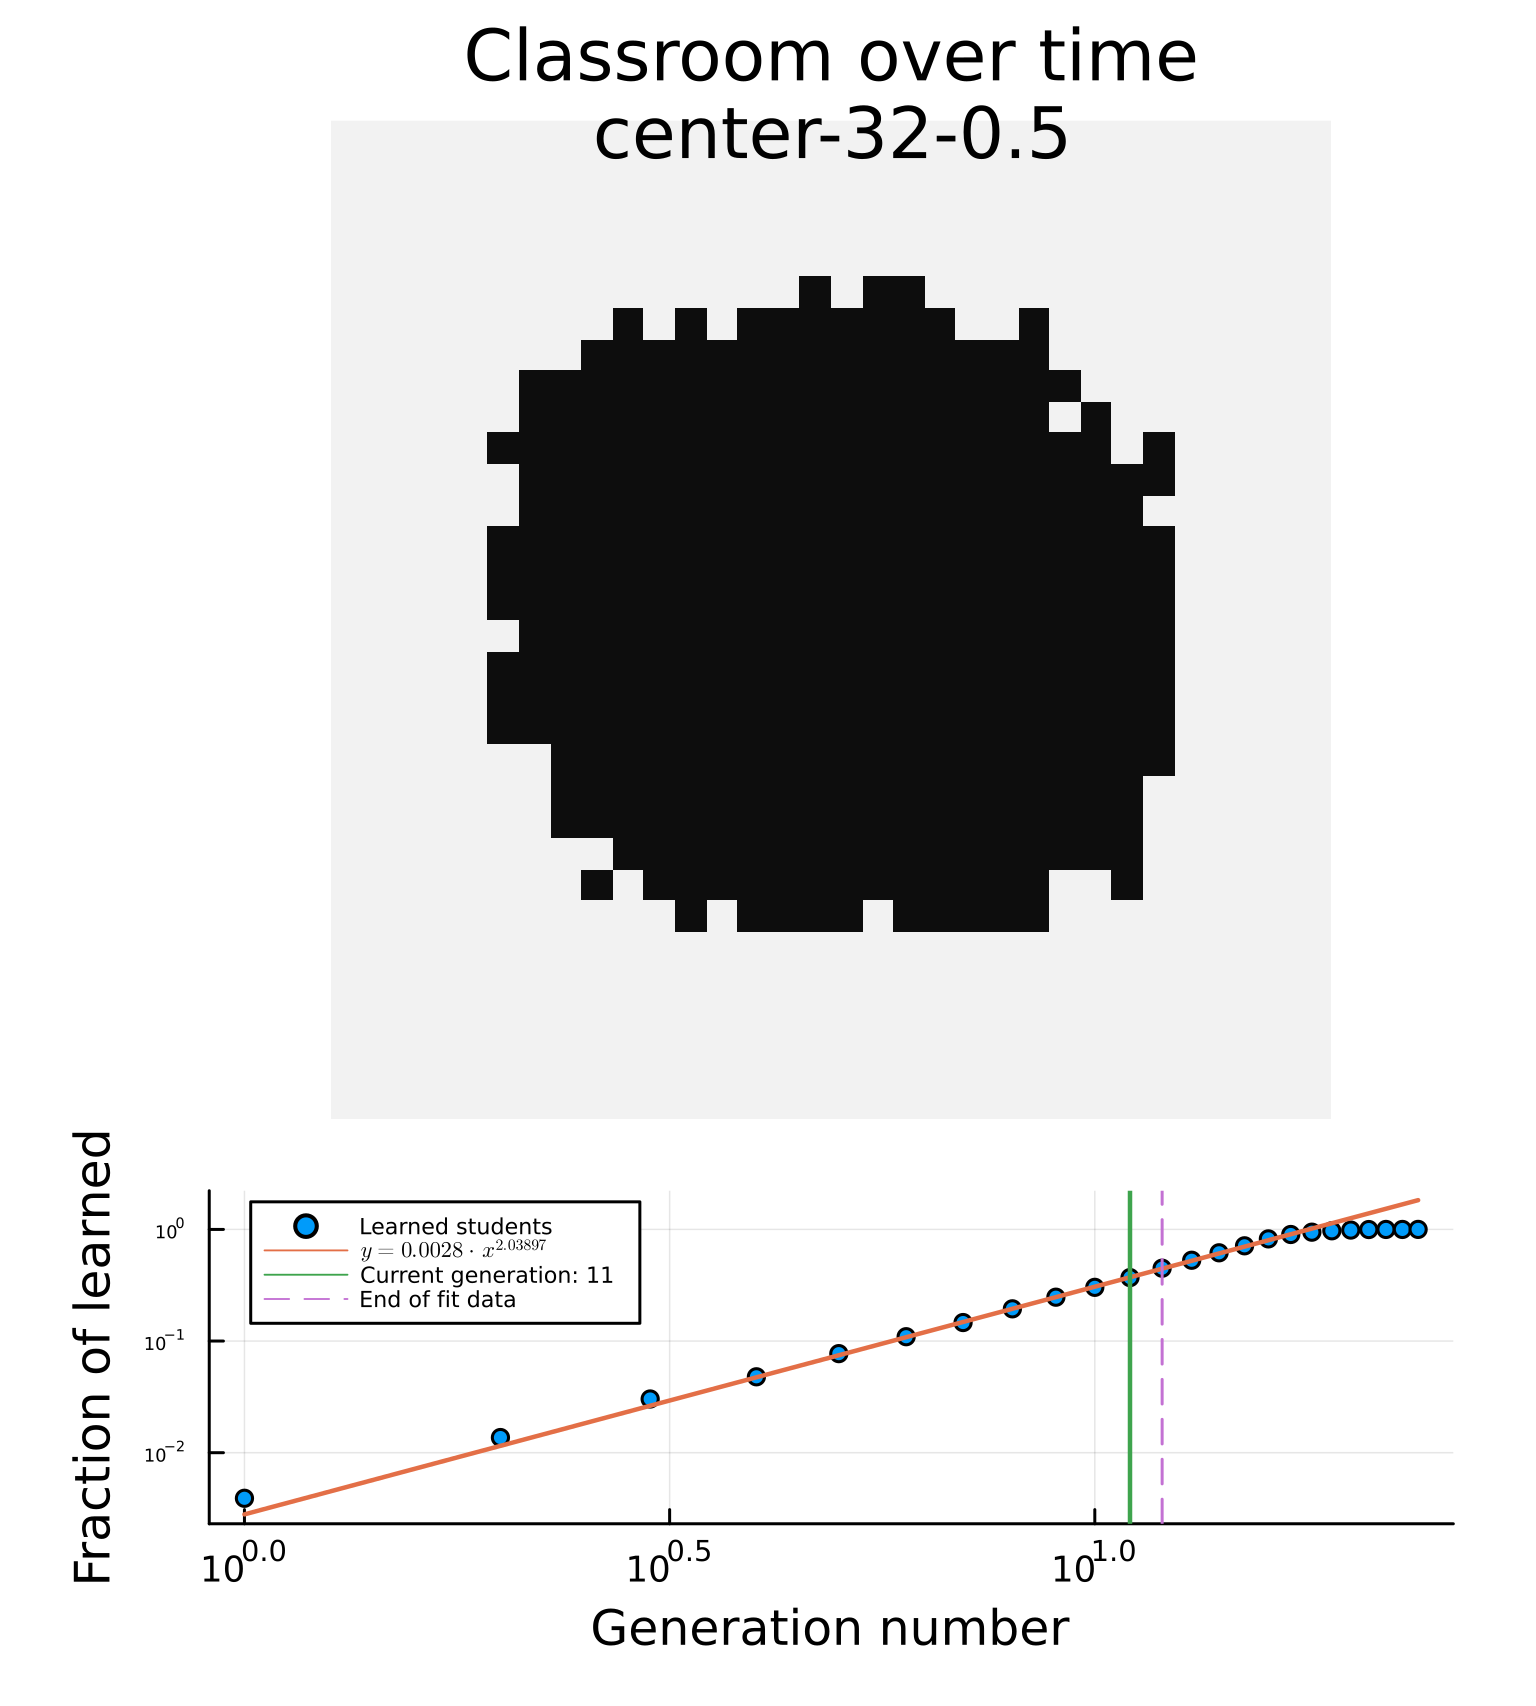 Classroom over time
center-32-0.5
Fraction of learned
Learned students
y = 0.0028 · x^2.03897
Current generation: 11
End of fit data
10^0
10^−1
10^−2
10^0.0
10^0.5
10^1.0
Generation number